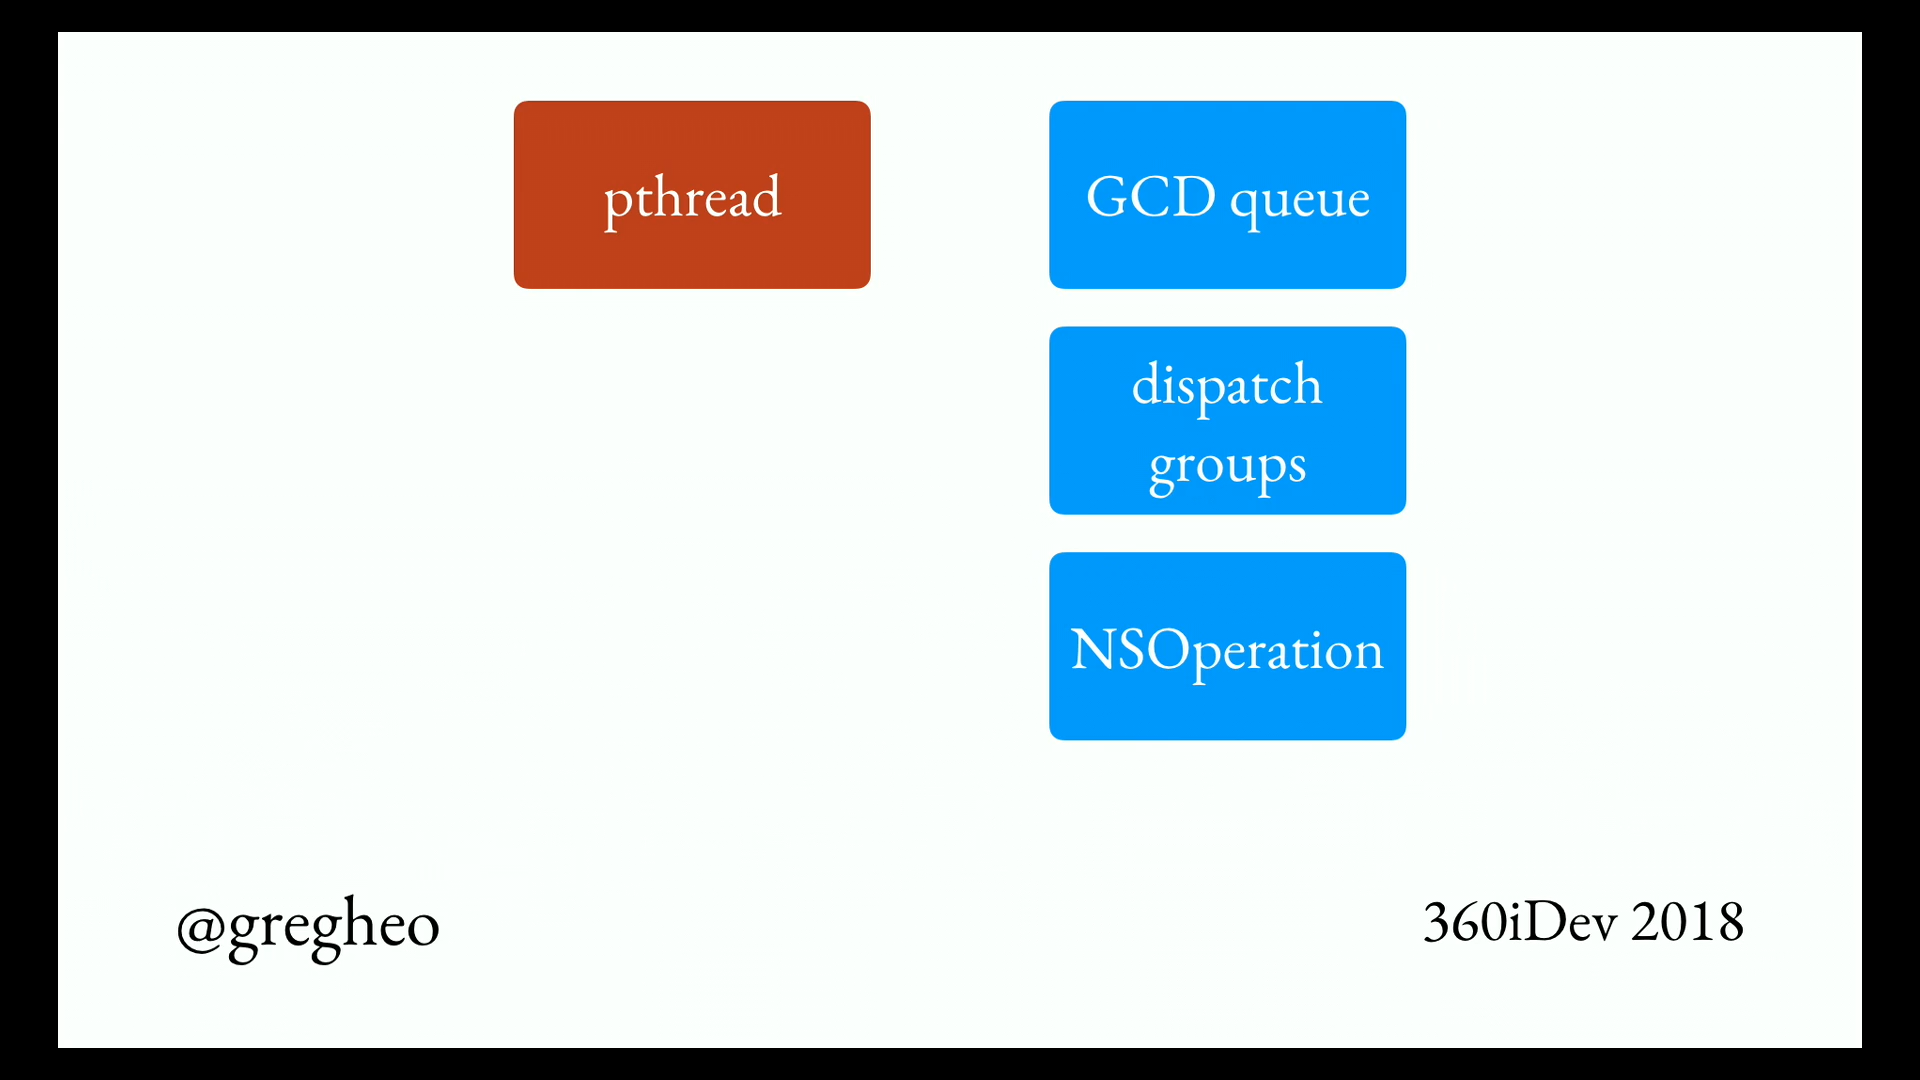 pthread
GCD queue
dispatch
groups
NSOperation
@gregheo
360iDev 2018